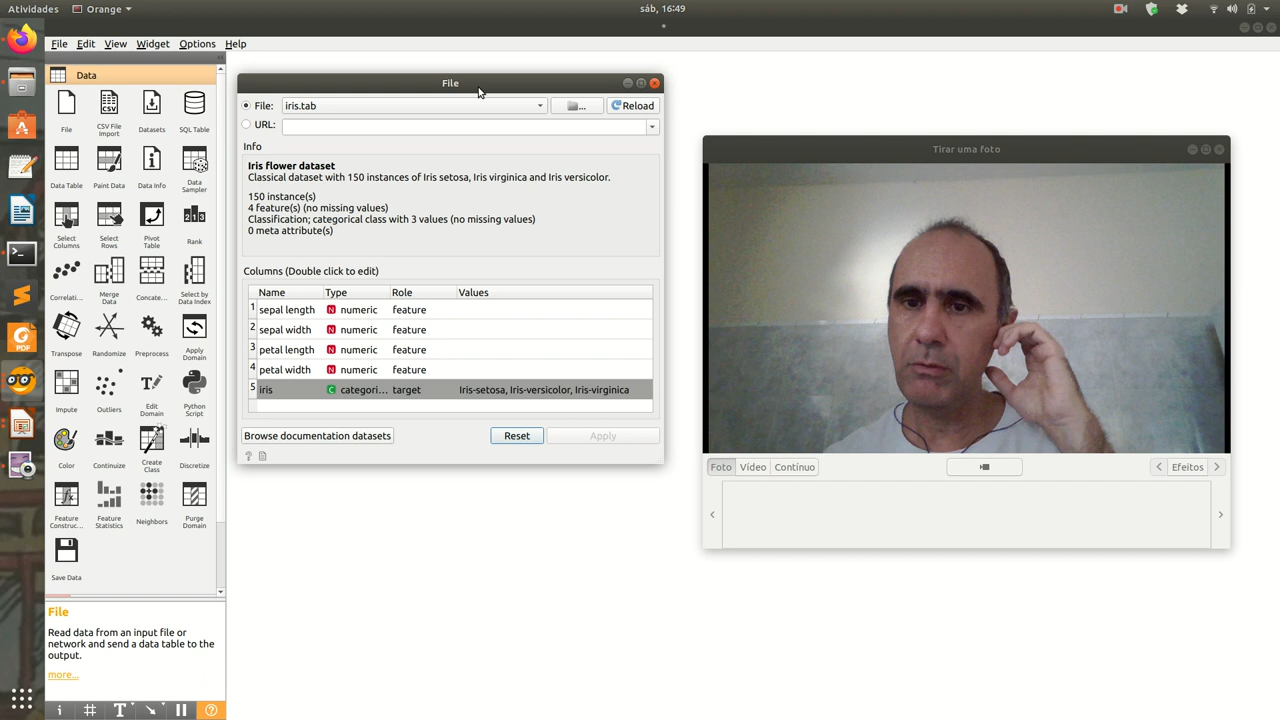 Atividades
Orange
sáb, 16:49
File Edit View Widget Options Help
Data
File
CSV File Import
Datasets
SQL Table
Data Table
Paint Data
Data Info
Data Sampler
Select Columns
Select Rows
Pivot Table
Rank
Correlati...
Merge Data
Concate...
Select by Data Index
Transpose
Randomize
Preprocess
Apply Domain
Impute
Outliers
Edit Domain
Python Script
Color
Continuize
Create Class
Discretize
Feature Construc...
Feature Statistics
Neighbors
Purge Domain
Save Data
File
Read data from an input file or
network and send a data table to the
output.
more...
File
File: iris.tab ... Reload
URL:
Info
Iris flower dataset
Classical dataset with 150 instances of Iris setosa, Iris virginica and Iris versicolor.
150 instance(s)
4 feature(s) (no missing values)
Classification; categorical class with 3 values (no missing values)
0 meta attribute(s)
Columns (Double click to edit)
Name Type Role Values
1 sepal length N numeric feature
2 sepal width N numeric feature
3 petal length N numeric feature
4 petal width N numeric feature
5 iris C categori... target Iris-setosa, Iris-versicolor, Iris-virginica
Browse documentation datasets Reset Apply
Tirar uma foto
Foto Vídeo Contínuo Efeitos